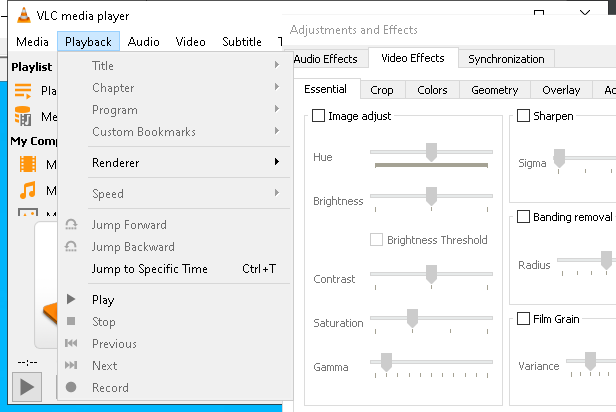 VLC media player
Media Playback Audio Video Subtitle
Playlist
My Comp
Title
Chapter
Program
Custom Bookmarks
Renderer
Speed
Jump Forward
Jump Backward
Jump to Specific Time Ctrl+T
Play
Stop
Previous
Next
Record
--:--
Adjustments and Effects
Audio Effects Video Effects Synchronization
Essential Crop Colors Geometry Overlay
Image adjust
Hue
Brightness
Brightness Threshold
Contrast
Saturation
Gamma
Sharpen
Sigma
Banding removal
Radius
Film Grain
Variance